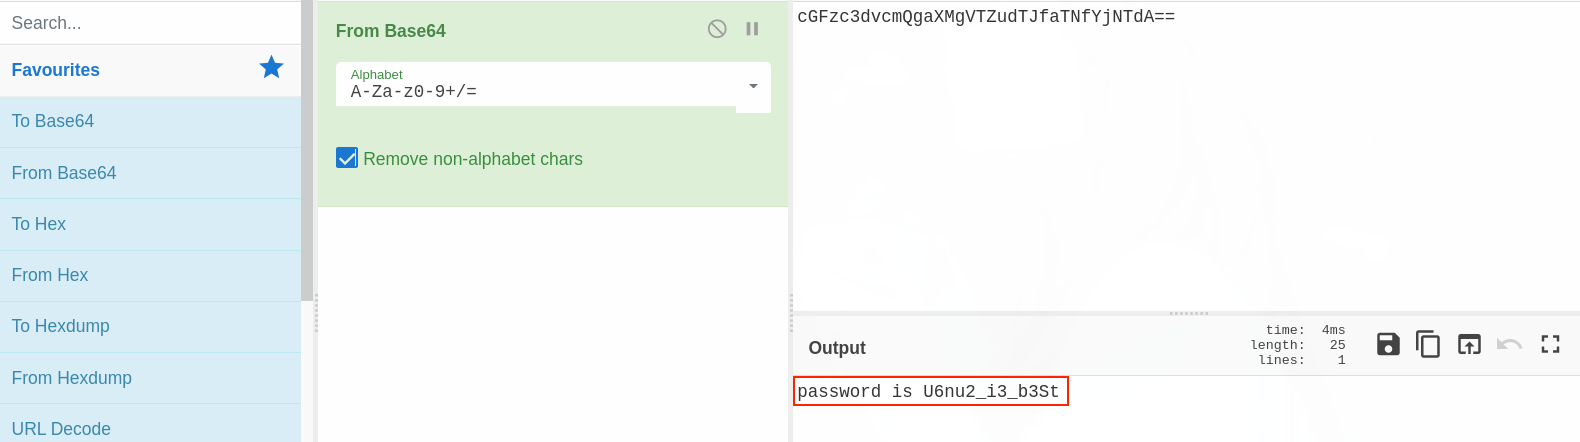 Search...
Favourites
To Base64
From Base64
To Hex
From Hex
To Hexdump
From Hexdump
URL Decode
From Base64
Alphabet
A-Za-z0-9+/=
Remove non-alphabet chars
cGFzc3dvcmQgaXMgVTZudTJfaTNfYjNTdA==
Output
time: 4ms
length: 25
lines: 1
password is U6nu2_i3_b3St